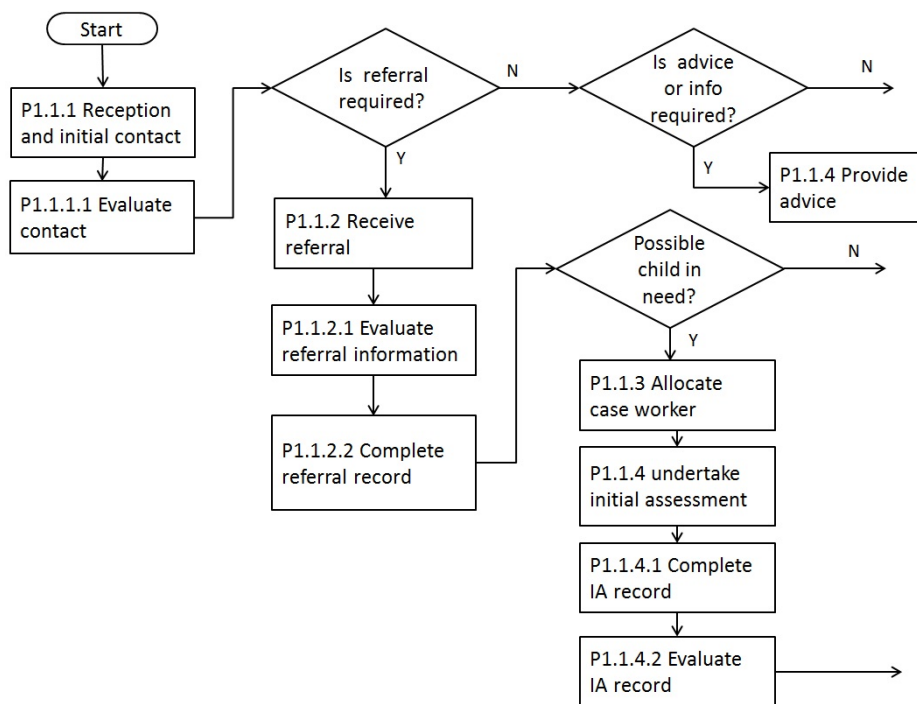 Start
P1.1.1 Reception
and initial contact
P1.1.1.1 Evaluate
contact
Is referral
required?
N
Y
Is advice
or info
required?
N
Y
P1.1.4 Provide
advice
P1.1.2 Receive
referral
P1.1.2.1 Evaluate
referral information
P1.1.2.2 Complete
referral record
Possible
child in
need?
N
Y
P1.1.3 Allocate
case worker
P1.1.4 undertake
initial assessment
P1.1.4.1 Complete
IA record
P1.1.4.2 Evaluate
IA record